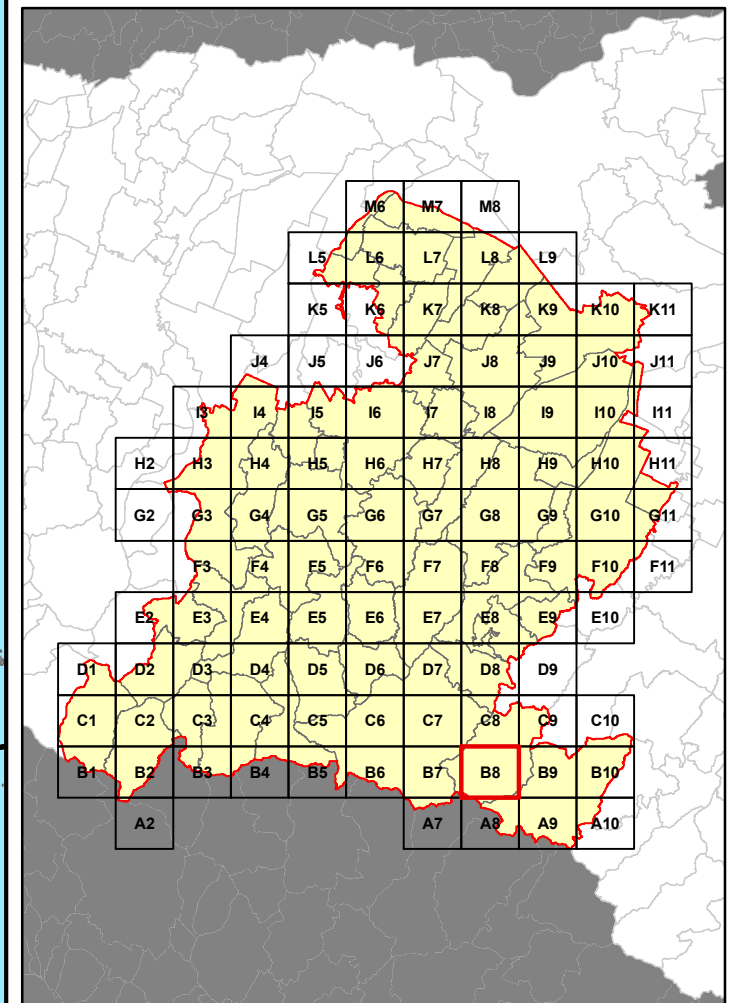 M6 M7 M8
L5 L6 L7 L8 L9
K5 K6 K7 K8 K9 K10 K11
J4 J5 J6 J7 J8 J9 J10 J11
I3 I4 I5 I6 I7 I8 I9 I10 I11
H2 H3 H4 H5 H6 H7 H8 H9 H10 H11
G2 G3 G4 G5 G6 G7 G8 G9 G10 G11
F3 F4 F5 F6 F7 F8 F9 F10 F11
E2 E3 E4 E5 E6 E7 E8 E9 E10
D1 D2 D3 D4 D5 D6 D7 D8 D9
C1 C2 C3 C4 C5 C6 C7 C8 C9 C10
B1 B2 B3 B4 B5 B6 B7 B8 B9 B10
A2 A7 A8 A9 A10